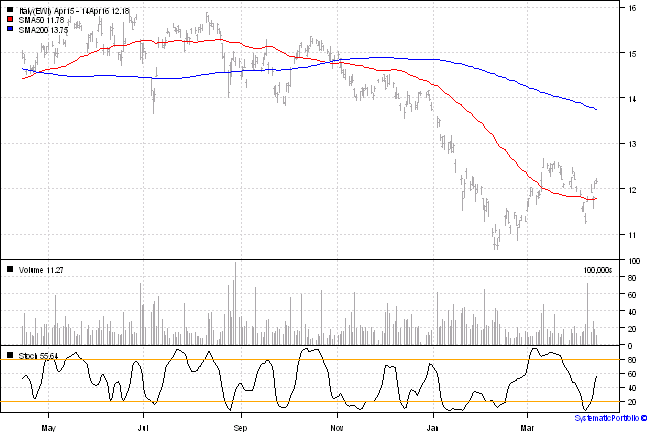 Italy(EWI) Apr15 - 14Apr16 12.18
SMA50 11.78
SMA200 13.75
16
15
14
13
12
11
Volume 11.27
100,000s
100
80
60
40
20
0
Stoch 55.64
80
60
40
20
May
Jul
Sep
Nov
Jan
Mar
SystematicPortfolio ©